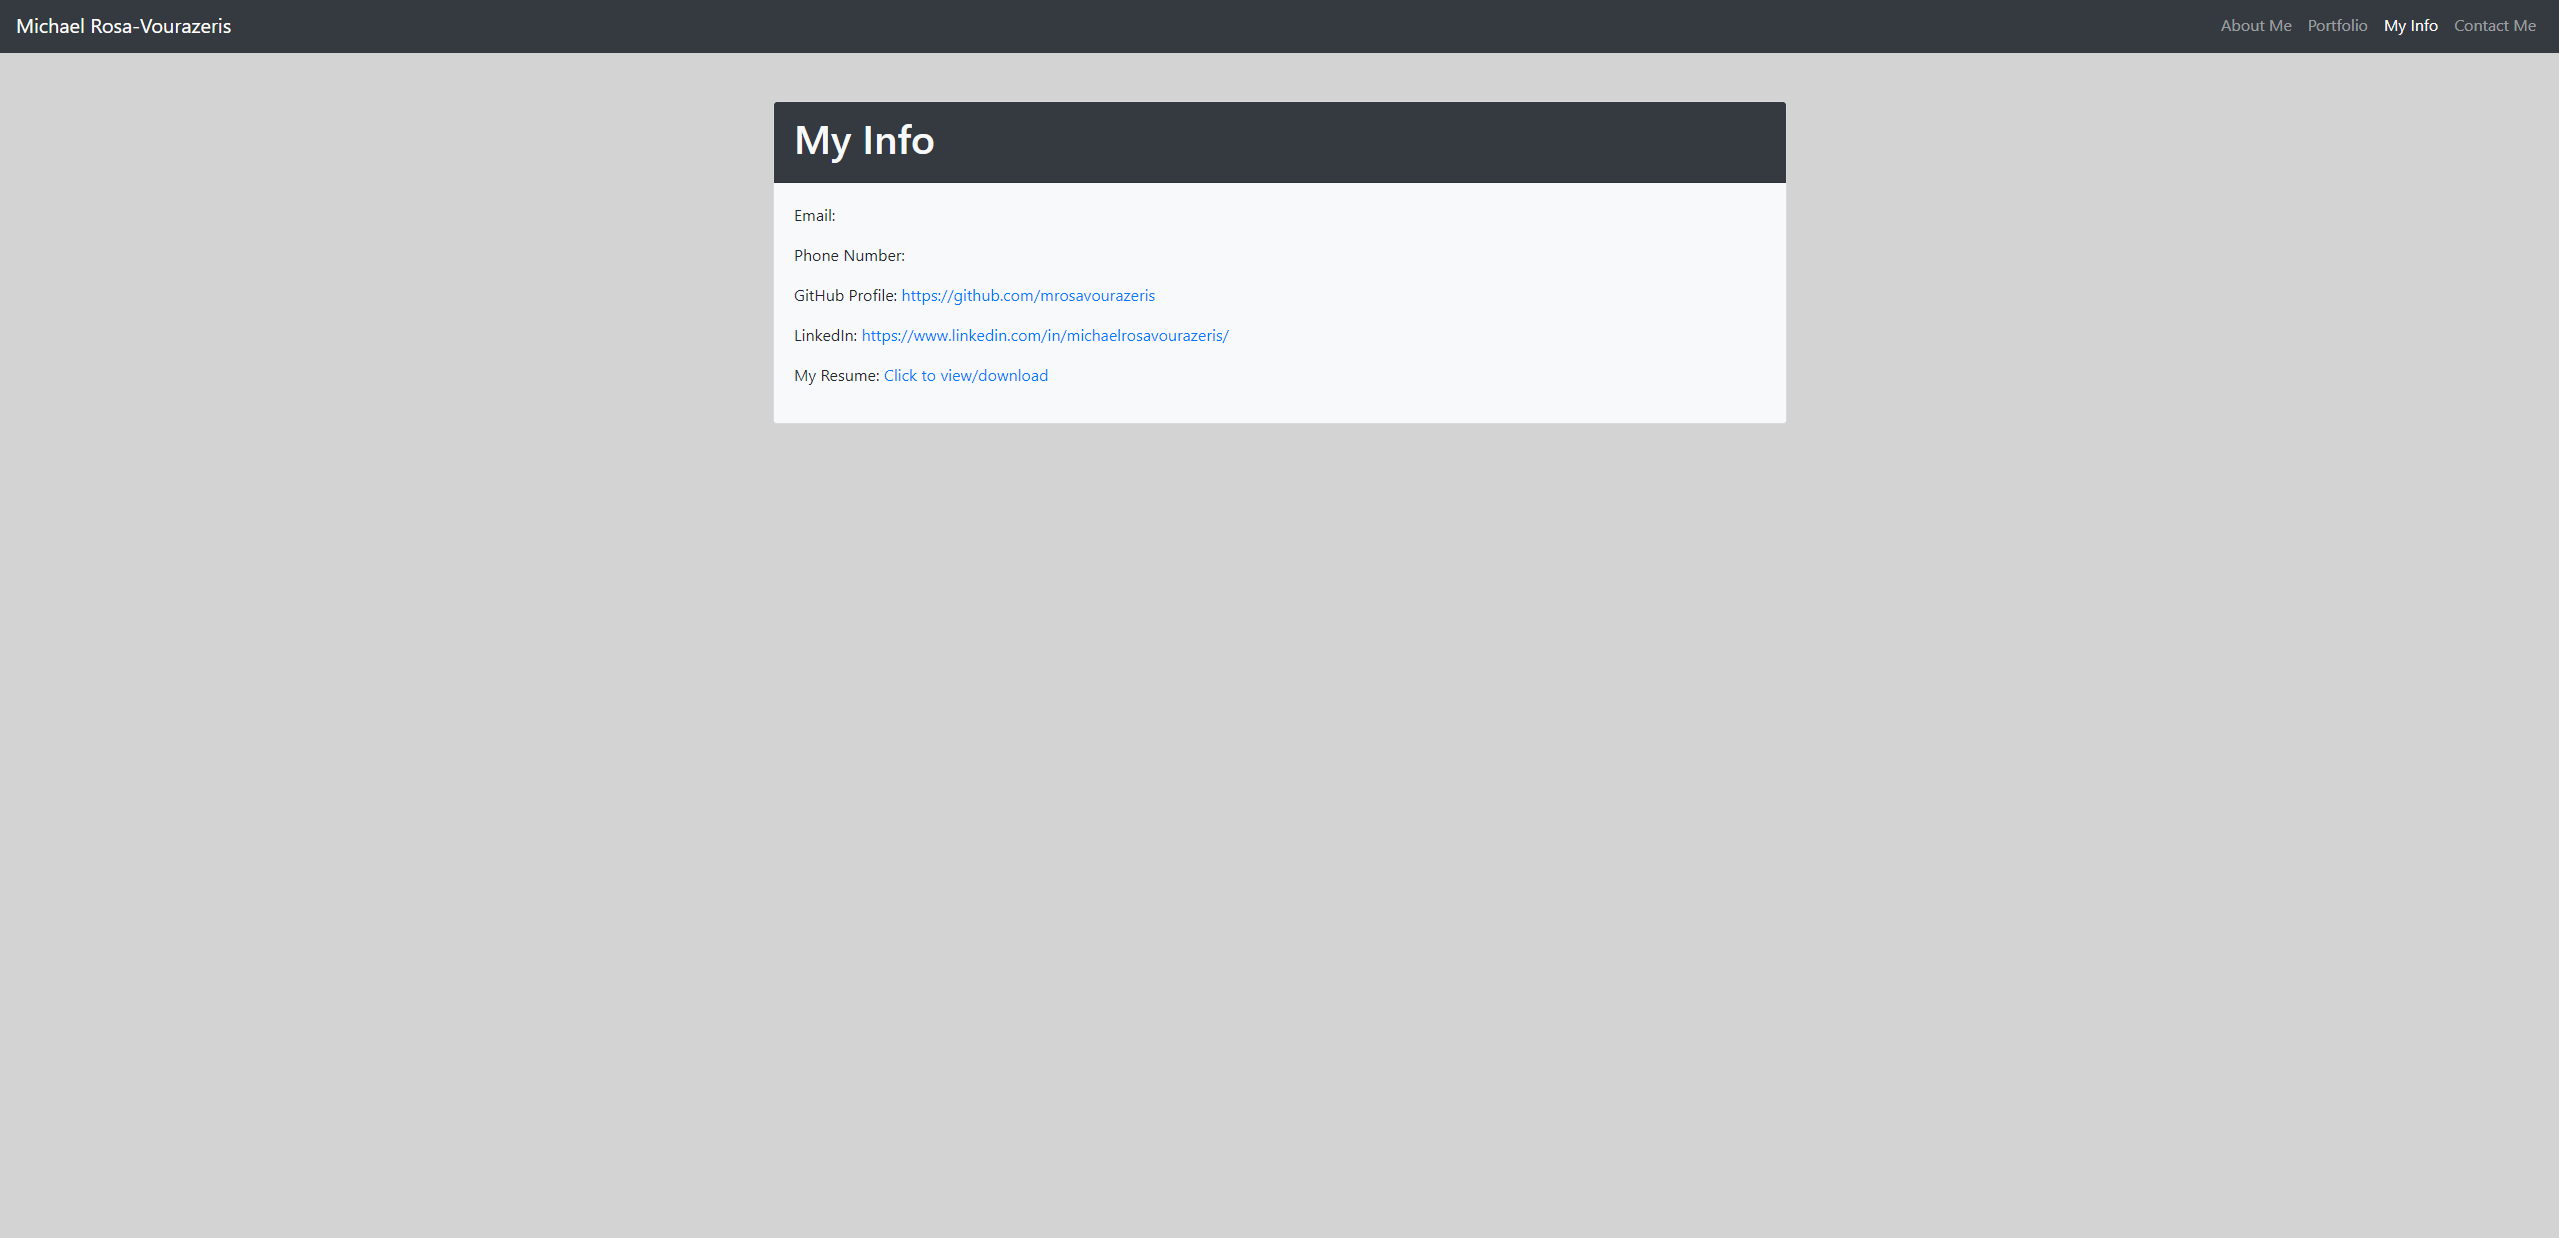 Michael Rosa-Vourazeris
About Me Portfolio My Info Contact Me
My Info
Email:
Phone Number:
GitHub Profile: https://github.com/mrosavourazeris
LinkedIn: https://www.linkedin.com/in/michaelrosavourazeris/
My Resume: Click to view/download